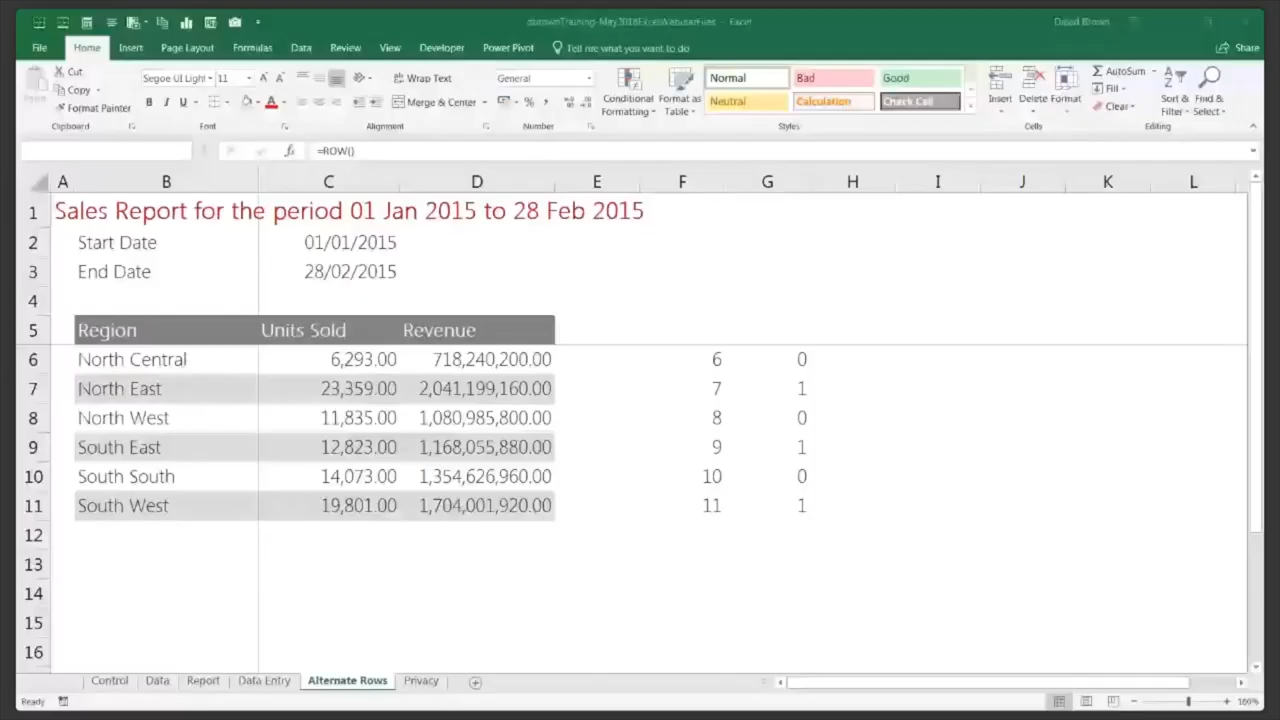 - Excel
David Brown
File Home Insert Page Layout Formulas Data Review View Developer Power Pivot Tell me what you want to do Share
Cut
Copy
Format Painter
Paste
Clipboard
Segoe UI Light 11
B I U
Font
Wrap Text
Merge & Center
Alignment
General
%
Number
Conditional Formatting
Format as Table
Normal Bad Good
Neutral Calculation Check Cell
Styles
Insert Delete Format
Cells
AutoSum
Fill
Clear
Sort & Filter
Find & Select
Editing
fx =ROW()
A B C D E F G H I J K L
1 Sales Report for the period 01 Jan 2015 to 28 Feb 2015
2 Start Date 01/01/2015
3 End Date 28/02/2015
4
5 Region Units Sold Revenue
6 North Central 6,293.00 718,240,200.00 6 0
7 North East 23,359.00 2,041,199,160.00 7 1
8 North West 11,835.00 1,080,985,800.00 8 0
9 South East 12,823.00 1,168,055,880.00 9 1
10 South South 14,073.00 1,354,626,960.00 10 0
11 South West 19,801.00 1,704,001,920.00 11 1
12
13
14
15
16
Control Data Report Data Entry Alternate Rows Privacy
Ready 160%